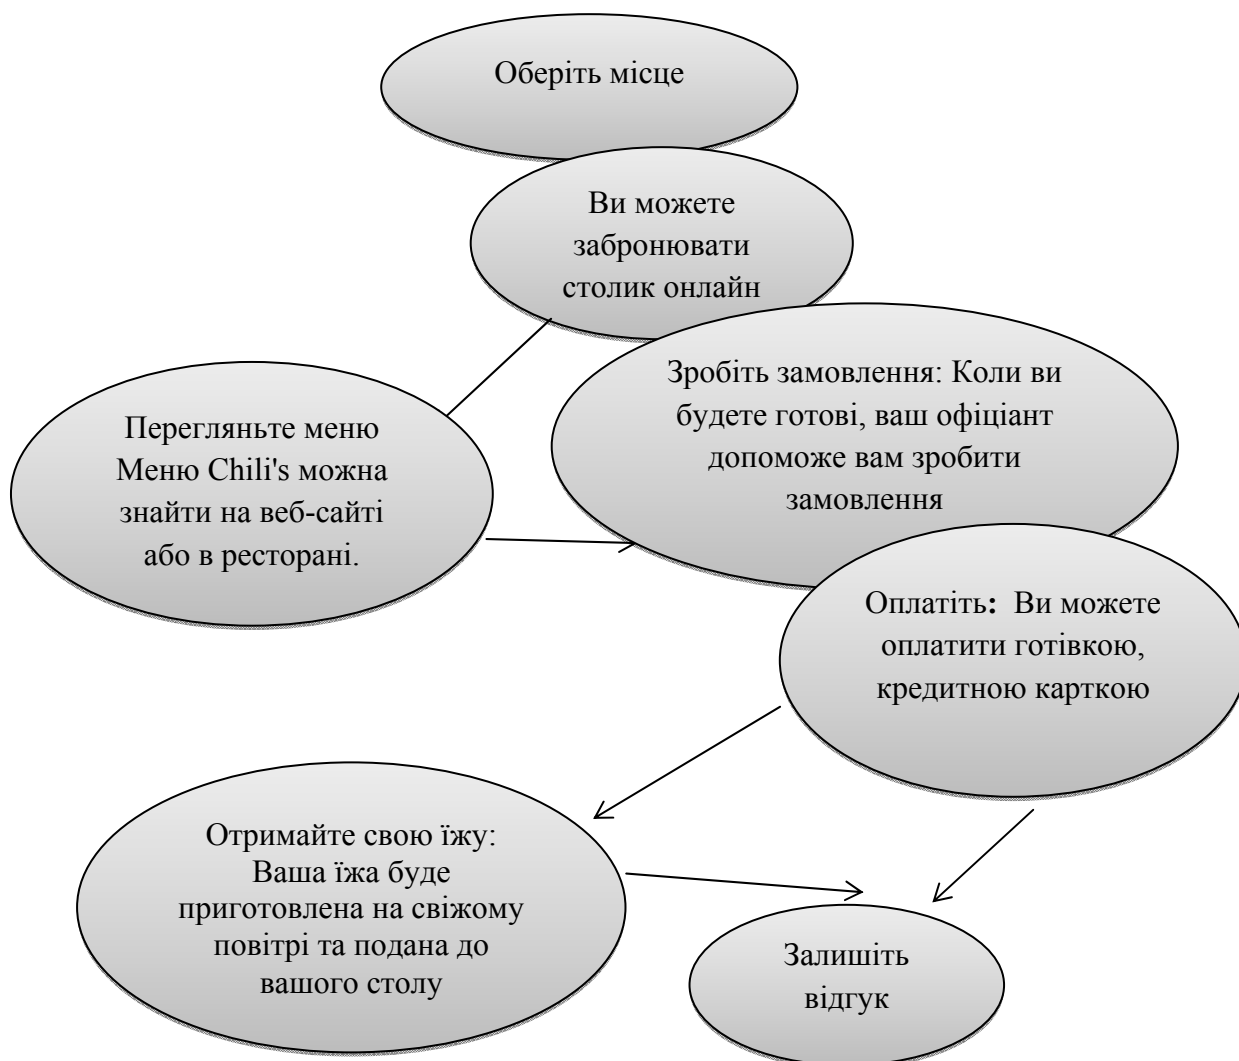 Оберіть місце
Ви можете
забронювати
столик онлайн
Зробіть замовлення: Коли ви
будете готові, ваш офіціант
допоможе вам зробити
замовлення
Перегляньте меню
Меню Chili's можна
знайти на веб-сайті
або в ресторані.
Оплатіть:  Ви можете
оплатити готівкою,
кредитною карткою
Отримайте свою їжу:
Ваша їжа буде
приготовлена на свіжому
повітрі та подана до
вашого столу
Залишіть
відгук